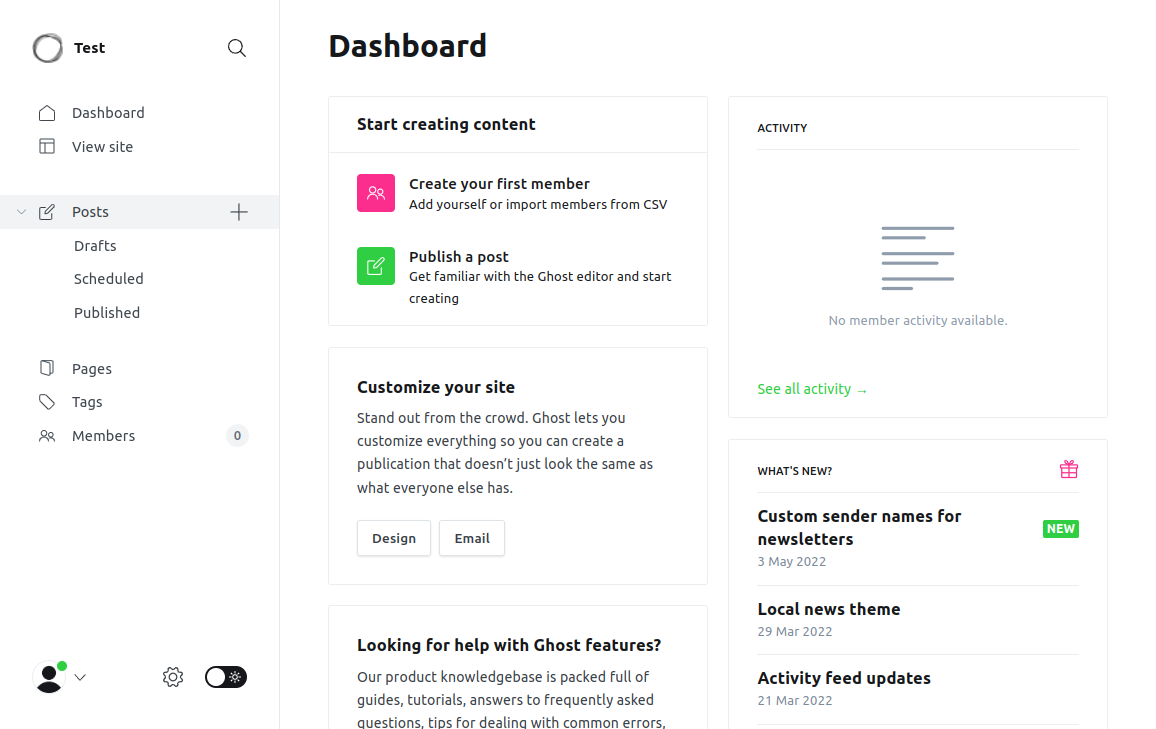 Test
Dashboard
View site
Posts
Drafts
Scheduled
Published
Pages
Tags
Members
0
Dashboard
Start creating content
Create your first member
Add yourself or import members from CSV
Publish a post
Get familiar with the Ghost editor and start
creating
Customize your site
Stand out from the crowd. Ghost lets you
customize everything so you can create a
publication that doesn’t just look the same as
what everyone else has.
Design
Email
Looking for help with Ghost features?
Our product knowledgebase is packed full of
guides, tutorials, answers to frequently asked
questions, tips for dealing with common errors,
ACTIVITY
No member activity available.
See all activity →
WHAT'S NEW?
Custom sender names for
newsletters
NEW
3 May 2022
Local news theme
29 Mar 2022
Activity feed updates
21 Mar 2022